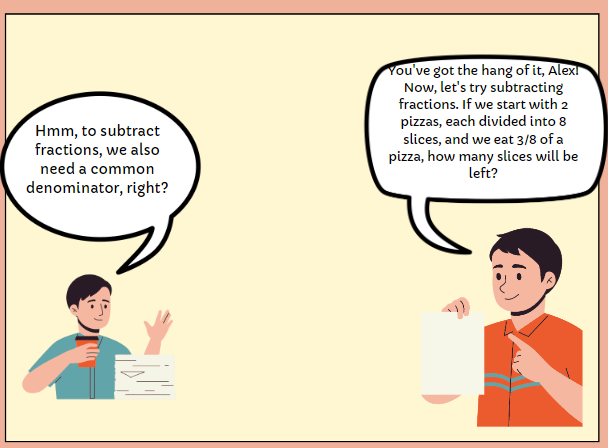 Hmm, to subtract
fractions, we also
need a common
denominator, right?
You've got the hang of it, Alex!
Now, let's try subtracting
fractions. If we start with 2
pizzas, each divided into 8
slices, and we eat 3/8 of a
pizza, how many slices will be
left?